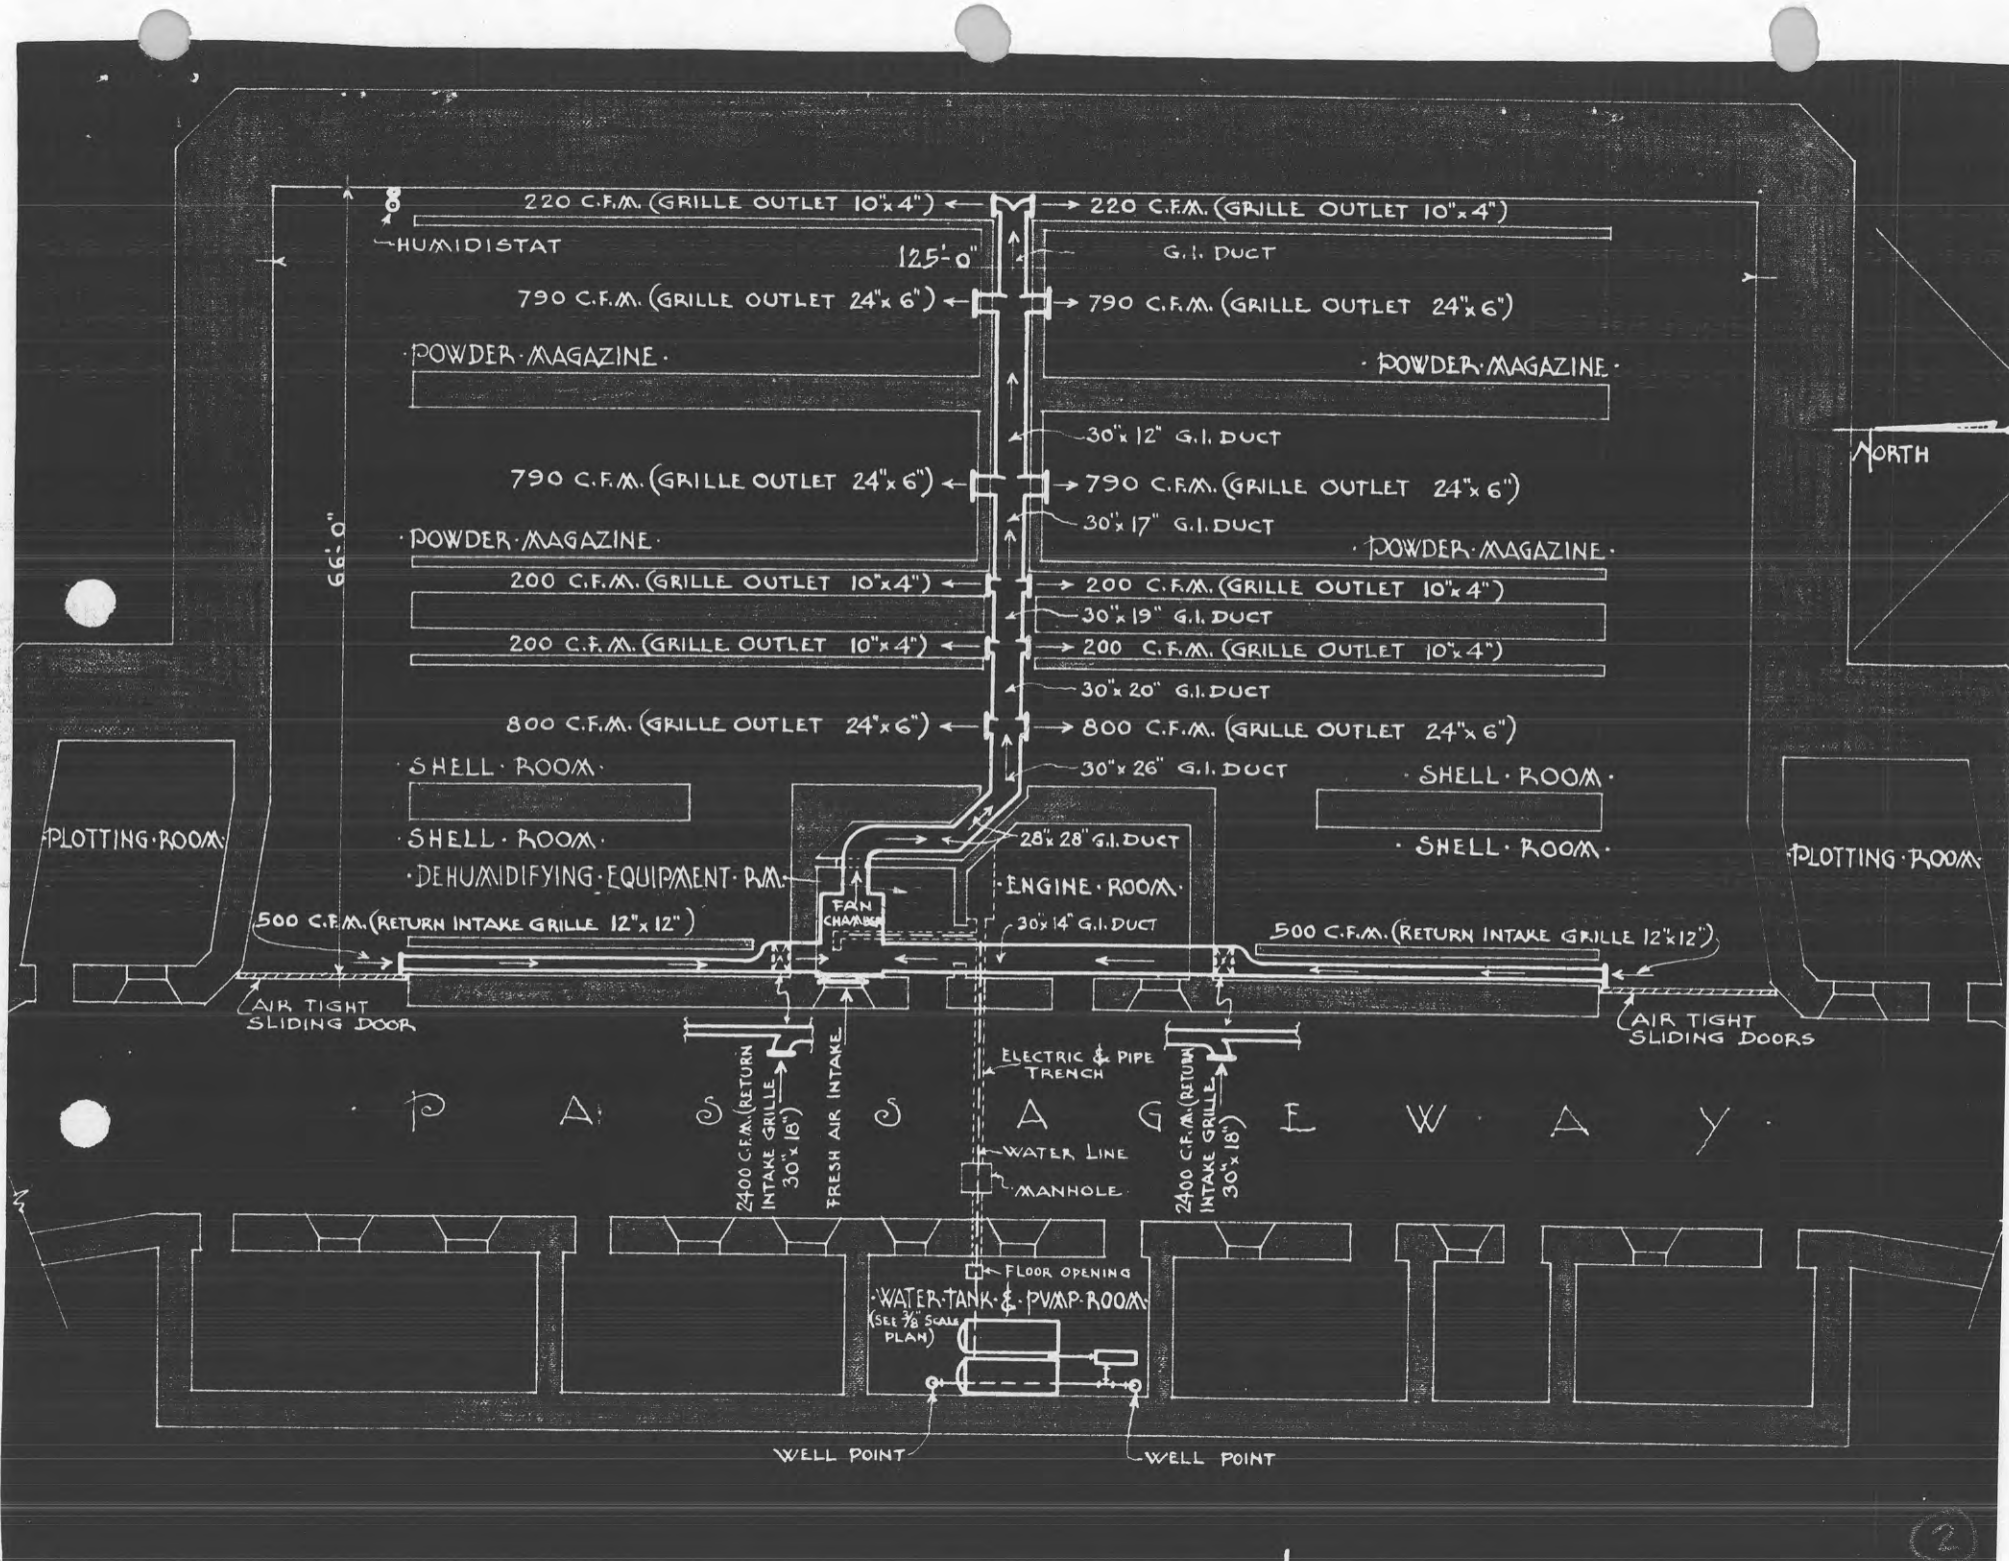 220 C.F.M. (GRILLE OUTLET 10"x 4")
220 C.F.M. (GRILLE OUTLET 10"x 4")
HUMIDISTAT
125'-0"
G.I. DUCT
790 C.F.M. (GRILLE OUTLET 24"x 6")
790 C.F.M. (GRILLE OUTLET 24"x 6")
·POWDER·MAGAZINE·
·POWDER·MAGAZINE·
30"x 12" G.I. DUCT
NORTH
790 C.F.M. (GRILLE OUTLET 24"x 6")
790 C.F.M. (GRILLE OUTLET 24"x 6")
30"x 17" G.I. DUCT
66'-0"
·POWDER·MAGAZINE·
·POWDER·MAGAZINE·
200 C.F.M. (GRILLE OUTLET 10"x 4")
200 C.F.M. (GRILLE OUTLET 10"x 4")
30"x 19" G.I. DUCT
200 C.F.M. (GRILLE OUTLET 10"x 4")
200 C.F.M. (GRILLE OUTLET 10"x 4")
30"x 20" G.I. DUCT
800 C.F.M. (GRILLE OUTLET 24"x 6")
800 C.F.M. (GRILLE OUTLET 24"x 6")
·SHELL·ROOM·
30"x 26" G.I. DUCT
·SHELL·ROOM·
·PLOTTING·ROOM·
·SHELL·ROOM·
28"x 28" G.I. DUCT
·SHELL·ROOM·
·PLOTTING·ROOM·
·DEHUMIDIFYING·EQUIPMENT·RM.
·ENGINE·ROOM·
FAN
CHAMBER
500 C.F.M. (RETURN INTAKE GRILLE 12"x 12")
30"x 14" G.I. DUCT
500 C.F.M. (RETURN INTAKE GRILLE 12"x12")
AIR TIGHT
SLIDING DOOR
AIR TIGHT
SLIDING DOORS
2400 C.F.M. (RETURN
INTAKE GRILLE
30"x 18")
FRESH AIR INTAKE
ELECTRIC & PIPE
TRENCH
2400 C.F.M. (RETURN
INTAKE GRILLE
30"x 18")
·PASSAGEWAY·
WATER LINE
MANHOLE
FLOOR OPENING
·WATER·TANK·&·PUMP·ROOM·
(SEE 3/8" SCALE
PLAN)
WELL POINT
WELL POINT
2